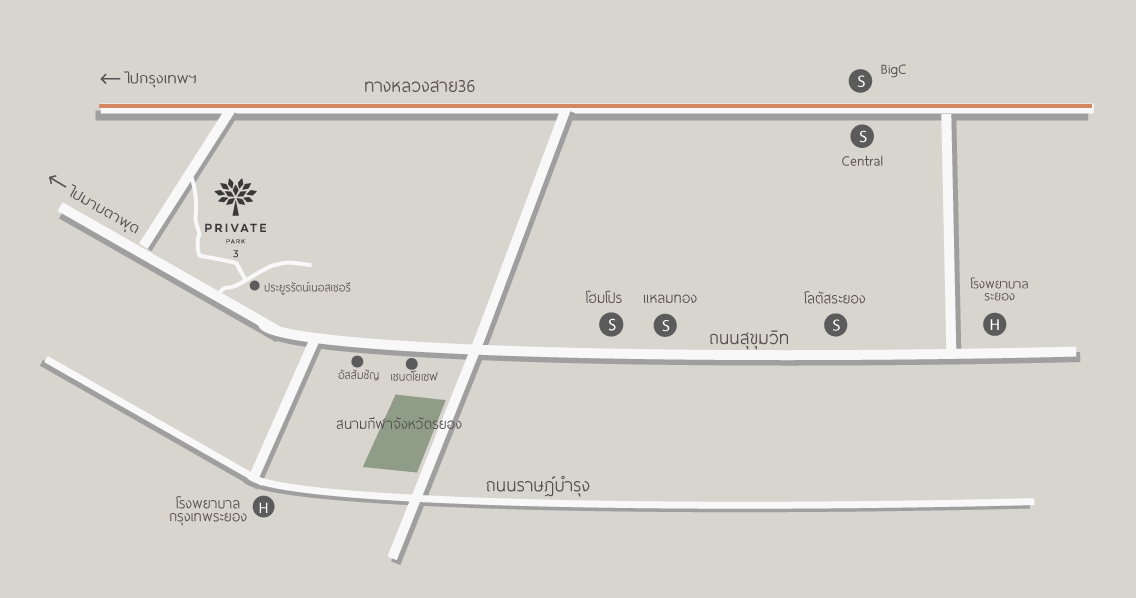 ← ไปกรุงเทพฯ
ทางหลวงสาย36
S
BigC
S
Central
← ไปมาบตาพุด
PRIVATE
PARK
3
ประยูรรัตน์เนอสเซอรี
โฮมโปร
S
แหลมทอง
S
โลตัสระยอง
S
โรงพยาบาล
ระยอง
H
ถนนสุขุมวิท
อัสสัมชัญ
เซนต์โยเซฟ
สนามกีฬาจังหวัดรยอง
ถนนราษฎ์บำรุง
โรงพยาบาล
กรุงเทพระยอง
H